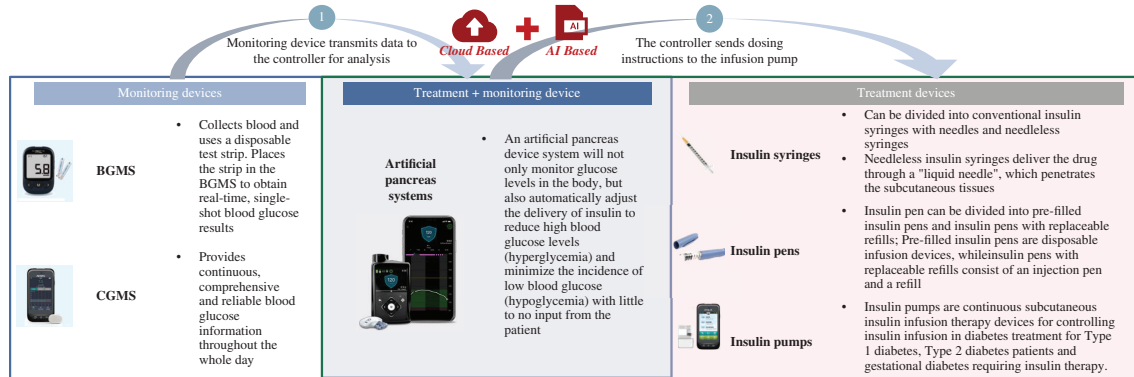 1
Monitoring device transmits data to
the controller for analysis
Cloud Based
AI
AI Based
2
The controller sends dosing
instructions to the infusion pump
Monitoring devices
5.8
BGMS
• Collects blood and
uses a disposable
test strip. Places
the strip in the
BGMS to obtain
real-time, single-
shot blood glucose
results
CGMS
• Provides
continuous,
comprehensive
and reliable blood
glucose
information
throughout the
whole day
Treatment + monitoring device
Artificial
pancreas
systems
120
120
• An artificial pancreas
device system will not
only monitor glucose
levels in the body, but
also automatically adjust
the delivery of insulin to
reduce high blood
glucose levels
(hyperglycemia) and
minimize the incidence of
low blood glucose
(hypoglycemia) with little
to no input from the
patient
Treatment devices
Insulin syringes
• Can be divided into conventional insulin
syringes with needles and needleless
syringes
• Needleless insulin syringes deliver the drug
through a "liquid needle", which penetrates
the subcutaneous tissues
Insulin pens
• Insulin pen can be divided into pre-filled
insulin pens and insulin pens with replaceable
refills; Pre-filled insulin pens are disposable
infusion devices, whileinsulin pens with
replaceable refills consist of an injection pen
and a refill
Insulin pumps
• Insulin pumps are continuous subcutaneous
insulin infusion therapy devices for controlling
insulin infusion in diabetes treatment for Type
1 diabetes, Type 2 diabetes patients and
gestational diabetes requiring insulin therapy.